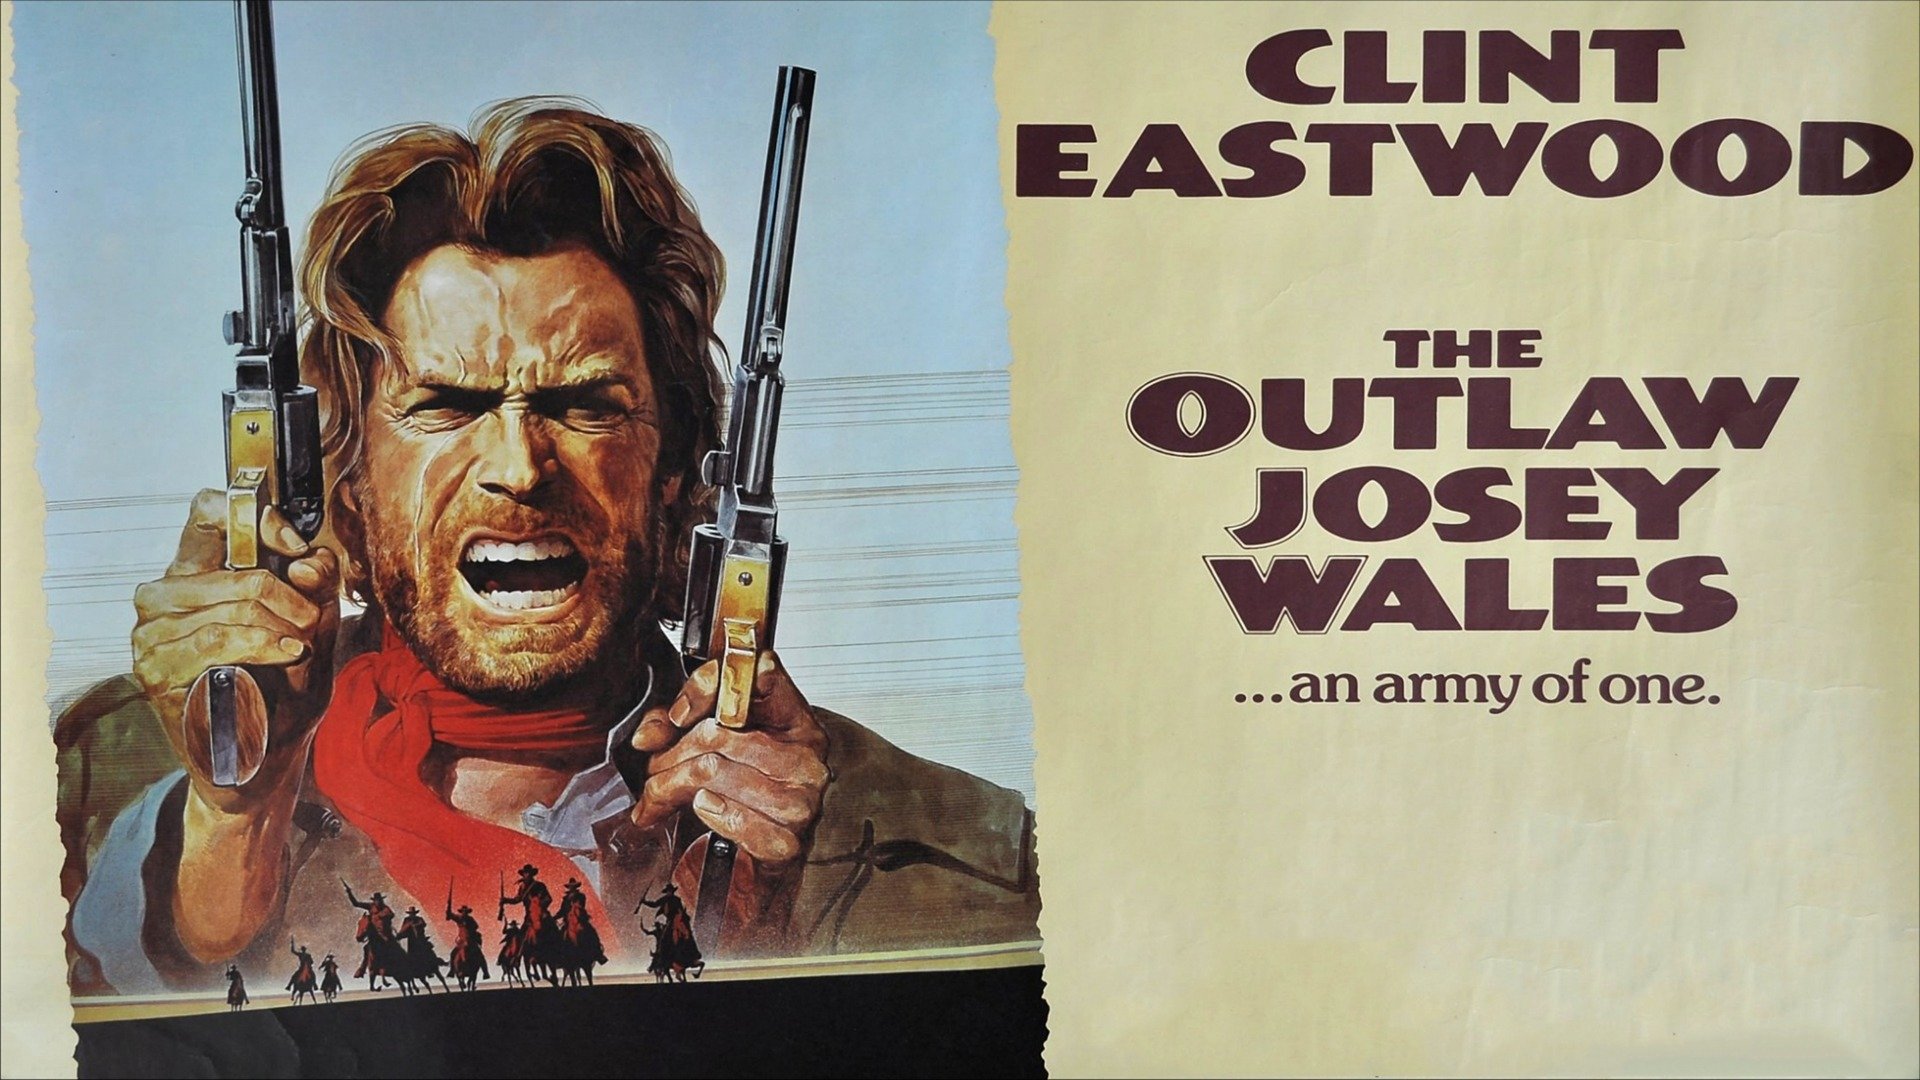 CLINT
EASTWOOD
THE
OUTLAW
JOSEY
WALES
...an army of one.